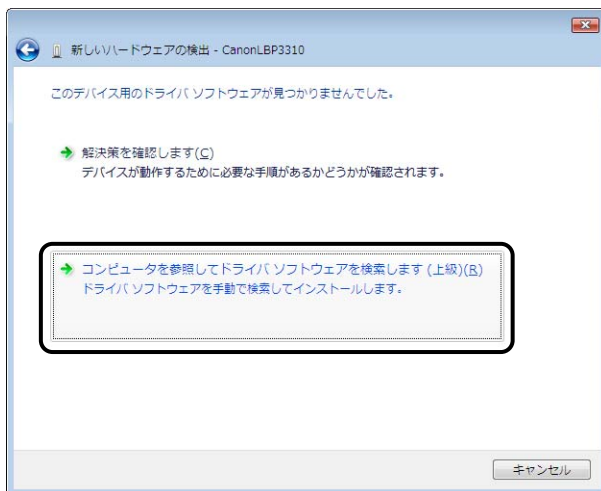 新しいハードウェアの検出 - CanonLBP3310
このデバイス用のドライバ ソフトウェアが見つかりませんでした。
解決策を確認します(C)
デバイスが動作するために必要な手順があるかどうかが確認されます。
コンピュータを参照してドライバ ソフトウェアを検索します (上級)(R)
ドライバ ソフトウェアを手動で検索してインストールします。
キャンセル